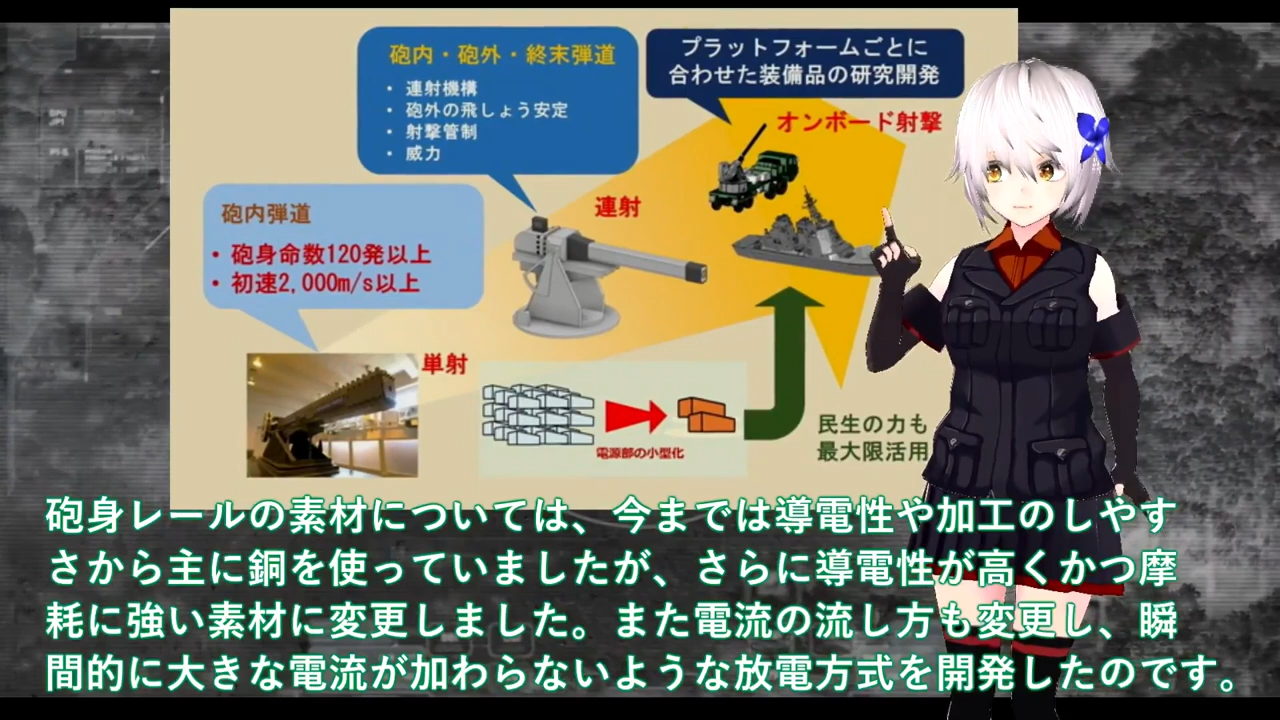 砲内・砲外・終末弾道
・ 連射機構
・ 砲外の飛しょう安定
・ 射撃管制
・ 威力
プラットフォームごとに
合わせた装備品の研究開発
オンボード射撃
砲内弾道
・ 砲身命数120発以上
・ 初速2,000m/s以上
連射
単射
電源部の小型化
民生の力も
最大限活用
砲身レールの素材については、今までは導電性や加工のしやす
さから主に銅を使っていましたが、さらに導電性が高くかつ摩
耗に強い素材に変更しました。また電流の流し方も変更し、瞬
間的に大きな電流が加わらないような放電方式を開発したのです。